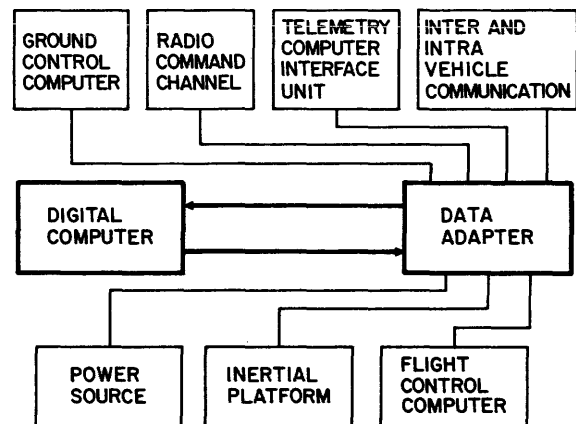 GROUND
CONTROL
COMPUTER
RADIO
COMMAND
CHANNEL
TELEMETRY
COMPUTER
INTERFACE
UNIT
INTER AND
INTRA
VEHICLE
COMMUNICATION
DIGITAL
COMPUTER
DATA
ADAPTER
POWER
SOURCE
INERTIAL
PLATFORM
FLIGHT
CONTROL
COMPUTER